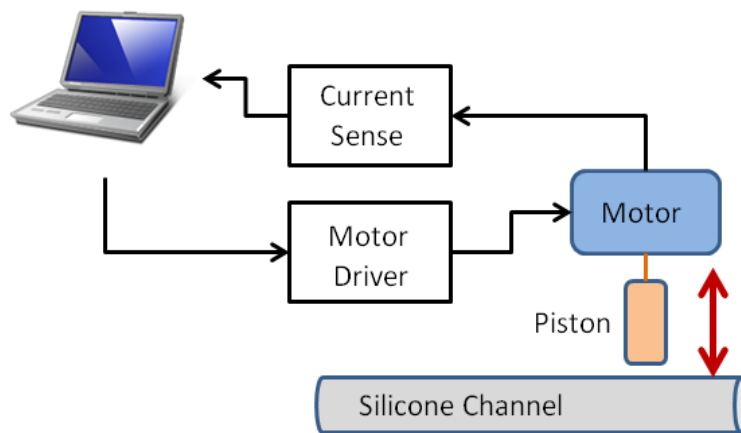 Current
Sense
Motor
Motor
Driver
Piston
Silicone Channel